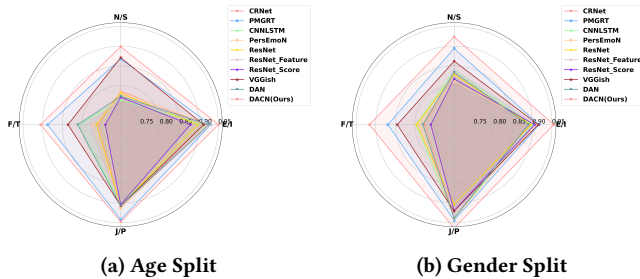 N/S
F/T
E/I
J/P
0.75 0.80 0.85 0.90 0.95
CRNet
PMGRT
CNNLSTM
PersEmoN
ResNet
ResNet_Feature
ResNet_Score
VGGish
DAN
DACN(Ours)
(a) Age Split
N/S
F/T
E/I
J/P
0.75 0.80 0.85 0.90 0.95
CRNet
PMGRT
CNNLSTM
PersEmoN
ResNet
ResNet_Feature
ResNet_Score
VGGish
DAN
DACN(Ours)
(b) Gender Split